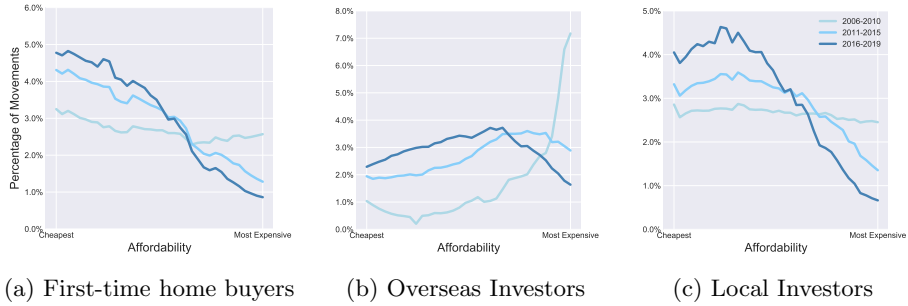 6.0%
5.0%
4.0%
3.0%
2.0%
1.0%
0.0%
Percentage of Movements
Cheapest
Most Expensive
Affordability
(a) First-time home buyers
8.0%
7.0%
6.0%
5.0%
4.0%
3.0%
2.0%
1.0%
0.0%
Cheapest
Most Expensive
Affordability
(b) Overseas Investors
5.0%
4.0%
3.0%
2.0%
1.0%
0.0%
2006-2010
2011-2015
2016-2019
Cheapest
Most Expensive
Affordability
(c) Local Investors